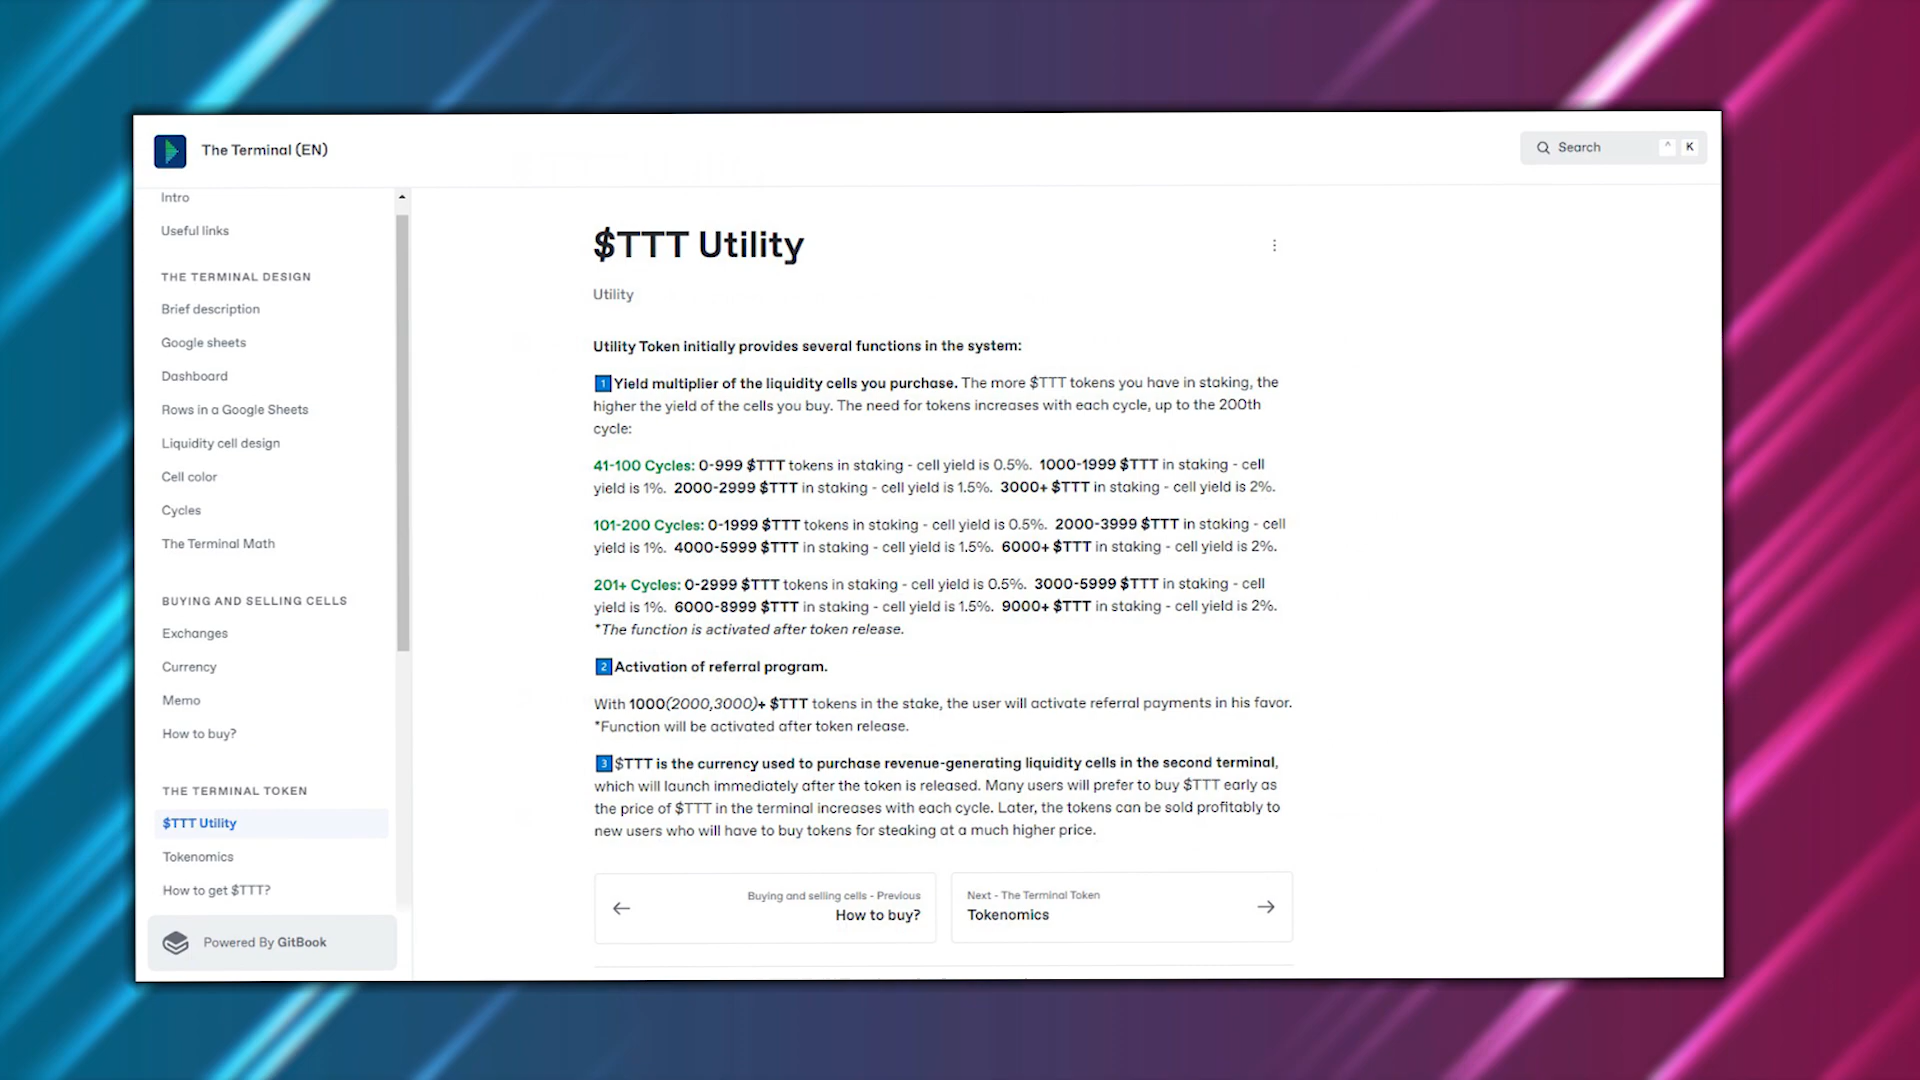 The Terminal (EN)
Search
^ K
Intro
Useful links
THE TERMINAL DESIGN
Brief description
Google sheets
Dashboard
Rows in a Google Sheets
Liquidity cell design
Cell color
Cycles
The Terminal Math
BUYING AND SELLING CELLS
Exchanges
Currency
Memo
How to buy?
THE TERMINAL TOKEN
$TTT Utility
Tokenomics
How to get $TTT?
Powered By GitBook
$TTT Utility
Utility
Utility Token initially provides several functions in the system:
1 Yield multiplier of the liquidity cells you purchase. The more $TTT tokens you have in staking, the
higher the yield of the cells you buy. The need for tokens increases with each cycle, up to the 200th
cycle:
41-100 Cycles: 0-999 $TTT tokens in staking - cell yield is 0.5%. 1000-1999 $TTT in staking - cell
yield is 1%. 2000-2999 $TTT in staking - cell yield is 1.5%. 3000+ $TTT in staking - cell yield is 2%.
101-200 Cycles: 0-1999 $TTT tokens in staking - cell yield is 0.5%. 2000-3999 $TTT in staking - cell
yield is 1%. 4000-5999 $TTT in staking - cell yield is 1.5%. 6000+ $TTT in staking - cell yield is 2%.
201+ Cycles: 0-2999 $TTT tokens in staking - cell yield is 0.5%. 3000-5999 $TTT in staking - cell
yield is 1%. 6000-8999 $TTT in staking - cell yield is 1.5%. 9000+ $TTT in staking - cell yield is 2%.
*The function is activated after token release.
2 Activation of referral program.
With 1000(2000,3000)+ $TTT tokens in the stake, the user will activate referral payments in his favor.
*Function will be activated after token release.
3 $TTT is the currency used to purchase revenue-generating liquidity cells in the second terminal,
which will launch immediately after the token is released. Many users will prefer to buy $TTT early as
the price of $TTT in the terminal increases with each cycle. Later, the tokens can be sold profitably to
new users who will have to buy tokens for steaking at a much higher price.
Buying and selling cells - Previous
How to buy?
Next - The Terminal Token
Tokenomics